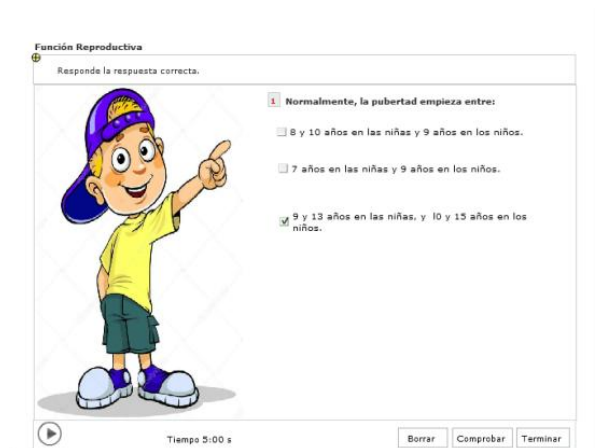 Función Reproductiva
Responde la respuesta correcta.
1 Normalmente, la pubertad empieza entre:
8 y 10 años en las niñas y 9 años en los niños.
7 años en las niñas y 9 años en los niños.
9 y 13 años en las niñas, y l0 y 15 años en los
niños.
Tiempo 5:00 s
Borrar
Comprobar
Terminar